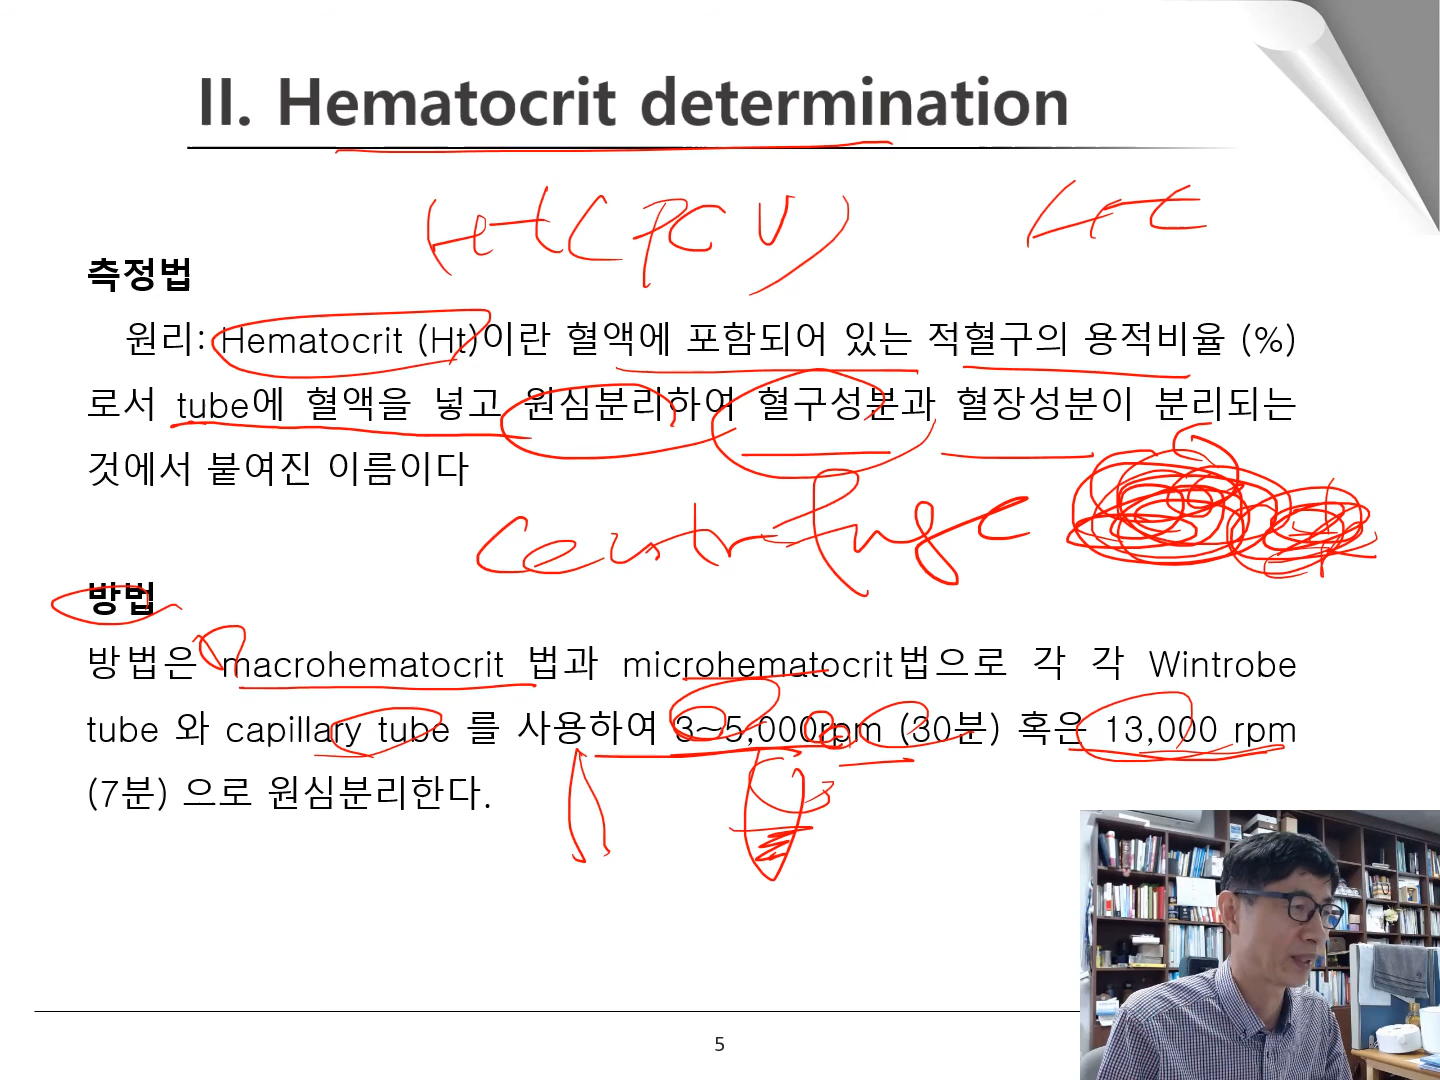 II. Hematocrit determination
Ht (PCV) Ht
측정법
원리: Hematocrit (Ht)이란 혈액에 포함되어 있는 적혈구의 용적비율 (%)
로서 tube에 혈액을 넣고 원심분리하여 혈구성분과 혈장성분이 분리되는
것에서 붙여진 이름이다
centrifuge
방법
방법은 macrohematocrit 법과 microhematocrit법으로 각 각 Wintrobe
tube 와 capillary tube 를 사용하여 3~5,000rpm (30분) 혹은 13,000 rpm
(7분) 으로 원심분리한다.
5